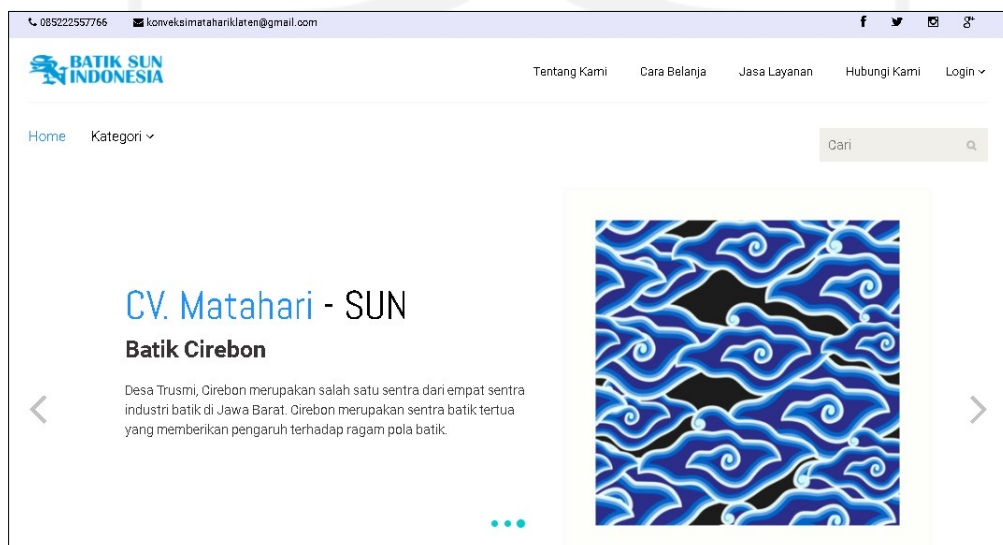 085222557766 konveksimatahariklaten@gmail.com
BATIK SUN
INDONESIA
Tentang Kami Cara Belanja Jasa Layanan Hubungi Kami Login
Home Kategori
Cari
CV. Matahari - SUN
Batik Cirebon
Desa Trusmi, Cirebon merupakan salah satu sentra dari empat sentra
industri batik di Jawa Barat. Cirebon merupakan sentra batik tertua
yang memberikan pengaruh terhadap ragam pola batik.